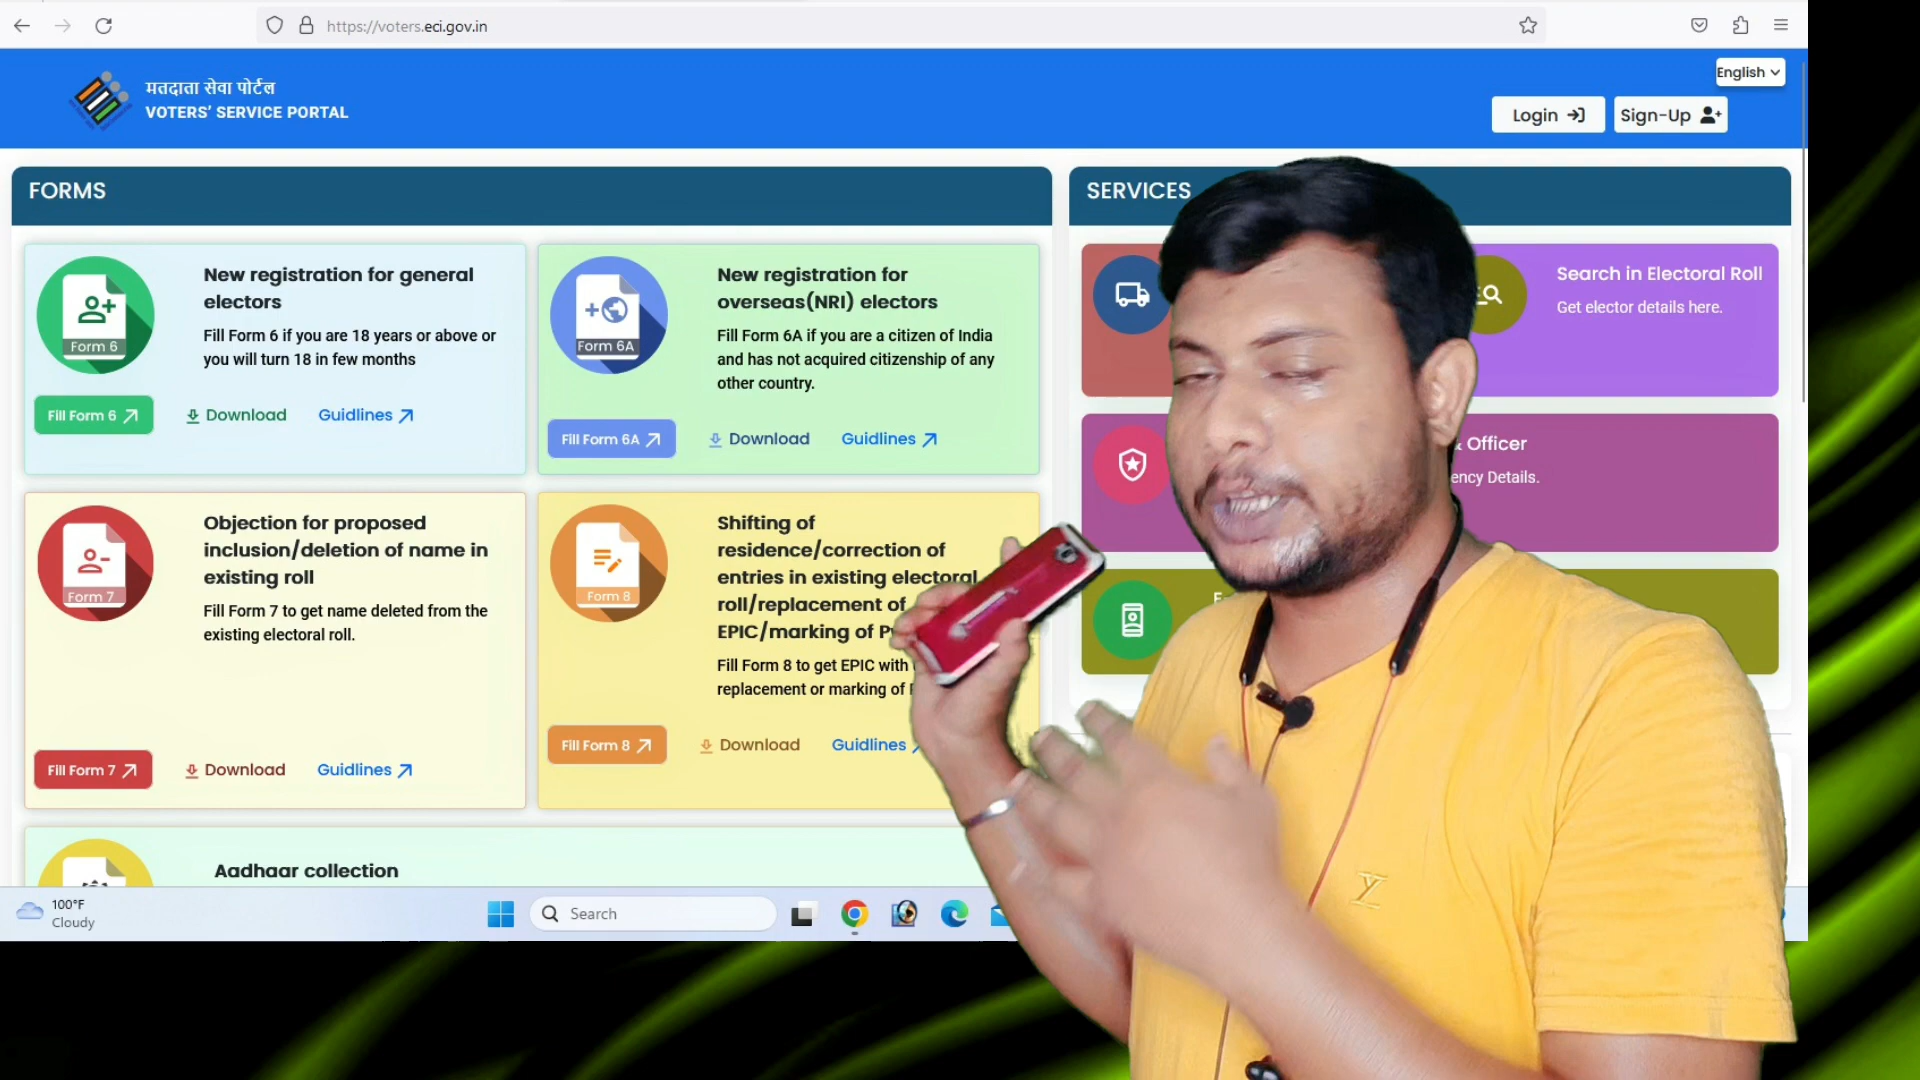 https://voters.eci.gov.in
English
मतदाता सेवा पोर्टल
VOTERS' SERVICE PORTAL
Login
Sign-Up
FORMS
New registration for general
electors
Fill Form 6 if you are 18 years or above or
you will turn 18 in few months
Form 6
Fill Form 6
Download
Guidlines
New registration for
overseas(NRI) electors
Fill Form 6A if you are a citizen of India
and has not acquired citizenship of any
other country.
Form 6A
Fill Form 6A
Download
Guidlines
Objection for proposed
inclusion/deletion of name in
existing roll
Fill Form 7 to get name deleted from the
existing electoral roll.
Form 7
Fill Form 7
Download
Guidlines
Shifting of
residence/correction of
entries in existing electoral
roll/replacement of
EPIC/marking of
Fill Form 8 to get EPIC with
replacement or marking of
Form 8
Fill Form 8
Download
Guidlines
Aadhaar collection
SERVICES
Search in Electoral Roll
Get elector details here.
& Officer
Details.
100°F
Cloudy
Search